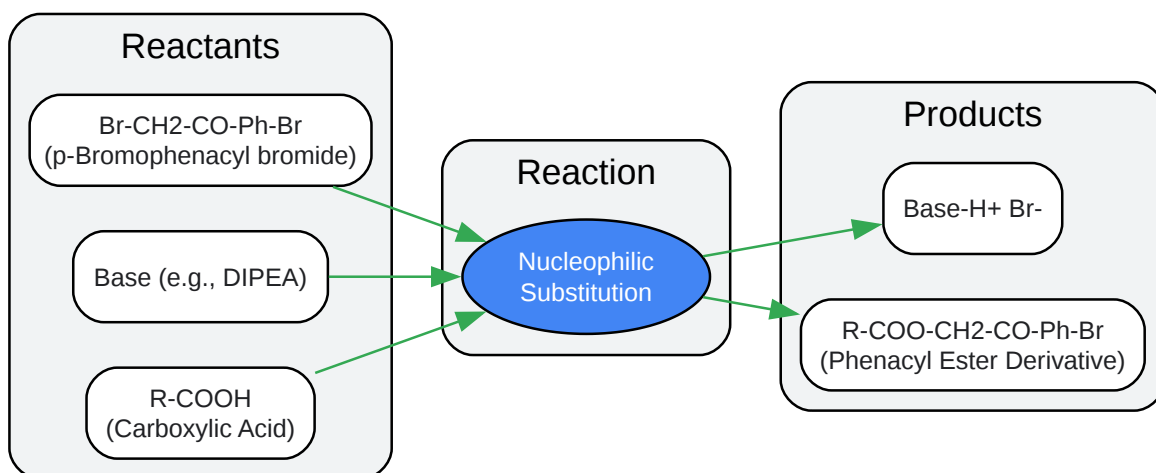 Reactants
Br-CH2-CO-Ph-Br
(p-Bromophenacyl bromide)
Base (e.g., DIPEA)
R-COOH
(Carboxylic Acid)
Reaction
Nucleophilic
Substitution
Products
Base-H+ Br-
R-COO-CH2-CO-Ph-Br
(Phenacyl Ester Derivative)